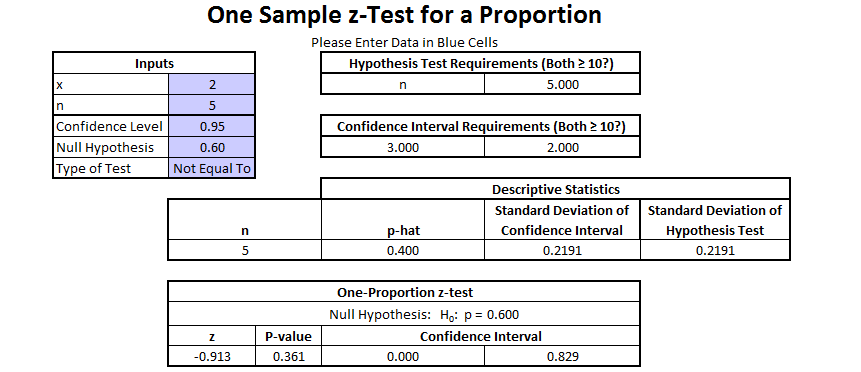 One Sample z-Test for a Proportion
Please Enter Data in Blue Cells
Inputs
x 2
n 5
Confidence Level 0.95
Null Hypothesis 0.60
Type of Test Not Equal To
Hypothesis Test Requirements (Both ≥ 10?)
n 5.000
Confidence Interval Requirements (Both ≥ 10?)
3.000 2.000
Descriptive Statistics
n p-hat Standard Deviation of Confidence Interval Standard Deviation of Hypothesis Test
5 0.400 0.2191 0.2191
One-Proportion z-test
Null Hypothesis: H₀: p = 0.600
z P-value Confidence Interval
-0.913 0.361 0.000 0.829